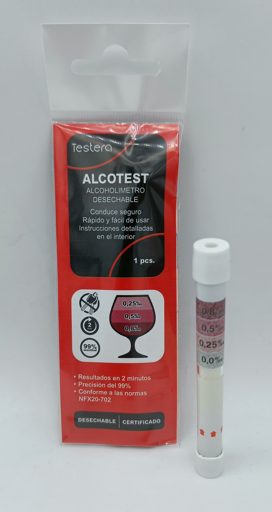 Testera
ALCOTEST
ALCOHOLIMETRO
DESECHABLE
Conduce seguro
Rápido y fácil de usar
Instrucciones detalladas
en el interior
1 pcs.
0,25‰
0,5‰
2
99%
• Resultados en 2 minutos
• Precisión del 99%
• Conforme a las normas
NFX20-702
DESECHABLE
CERTIFICADO
0,5‰
0,25‰
0,0‰